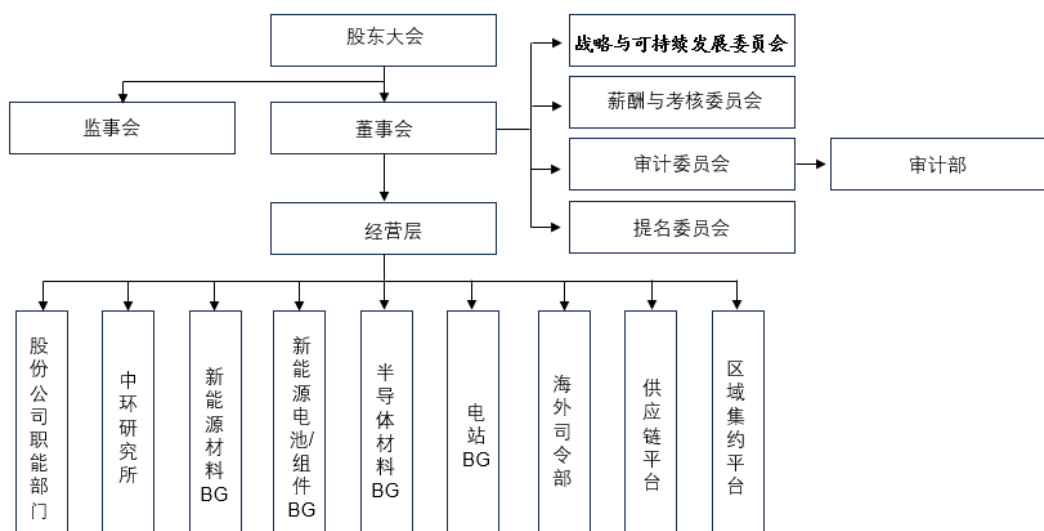 股东大会
战略与可持续发展委员会
薪酬与考核委员会
监事会
董事会
审计委员会
审计部
经营层
提名委员会
股份公司职能部门
中环研究所
新能源材料BG
新能源电池/组件BG
半导体材料BG
电站BG
海外司令部
供应链平台
区域集约平台